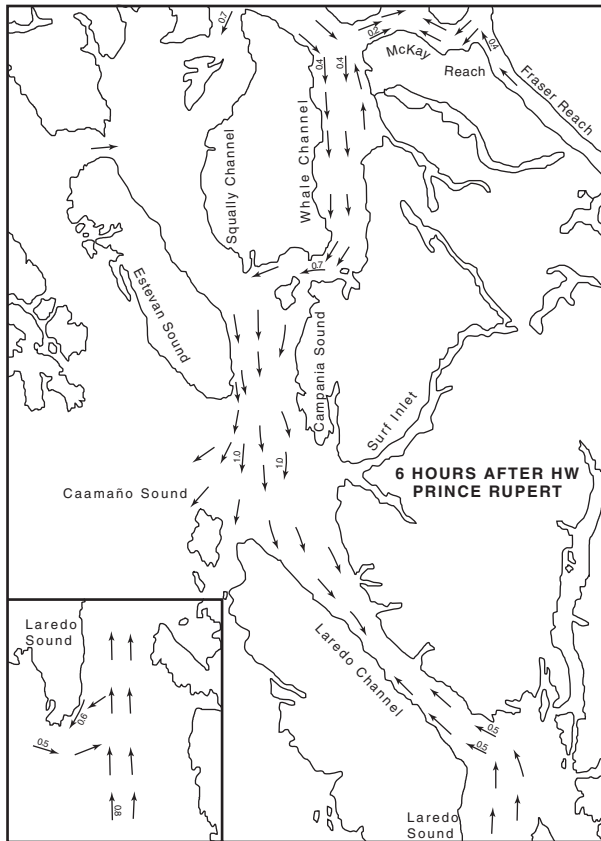 0.7
0.2
0.4
McKay
Reach
Fraser Reach
0.4
0.4
Squally Channel
Whale Channel
0.7
Estevan Sound
Campania Sound
Surf Inlet
1.0
1.0
6 HOURS AFTER HW
PRINCE RUPERT
Caamaño Sound
Laredo
Sound
Laredo Channel
0.6
0.5
0.5
0.5
0.8
Laredo
Sound